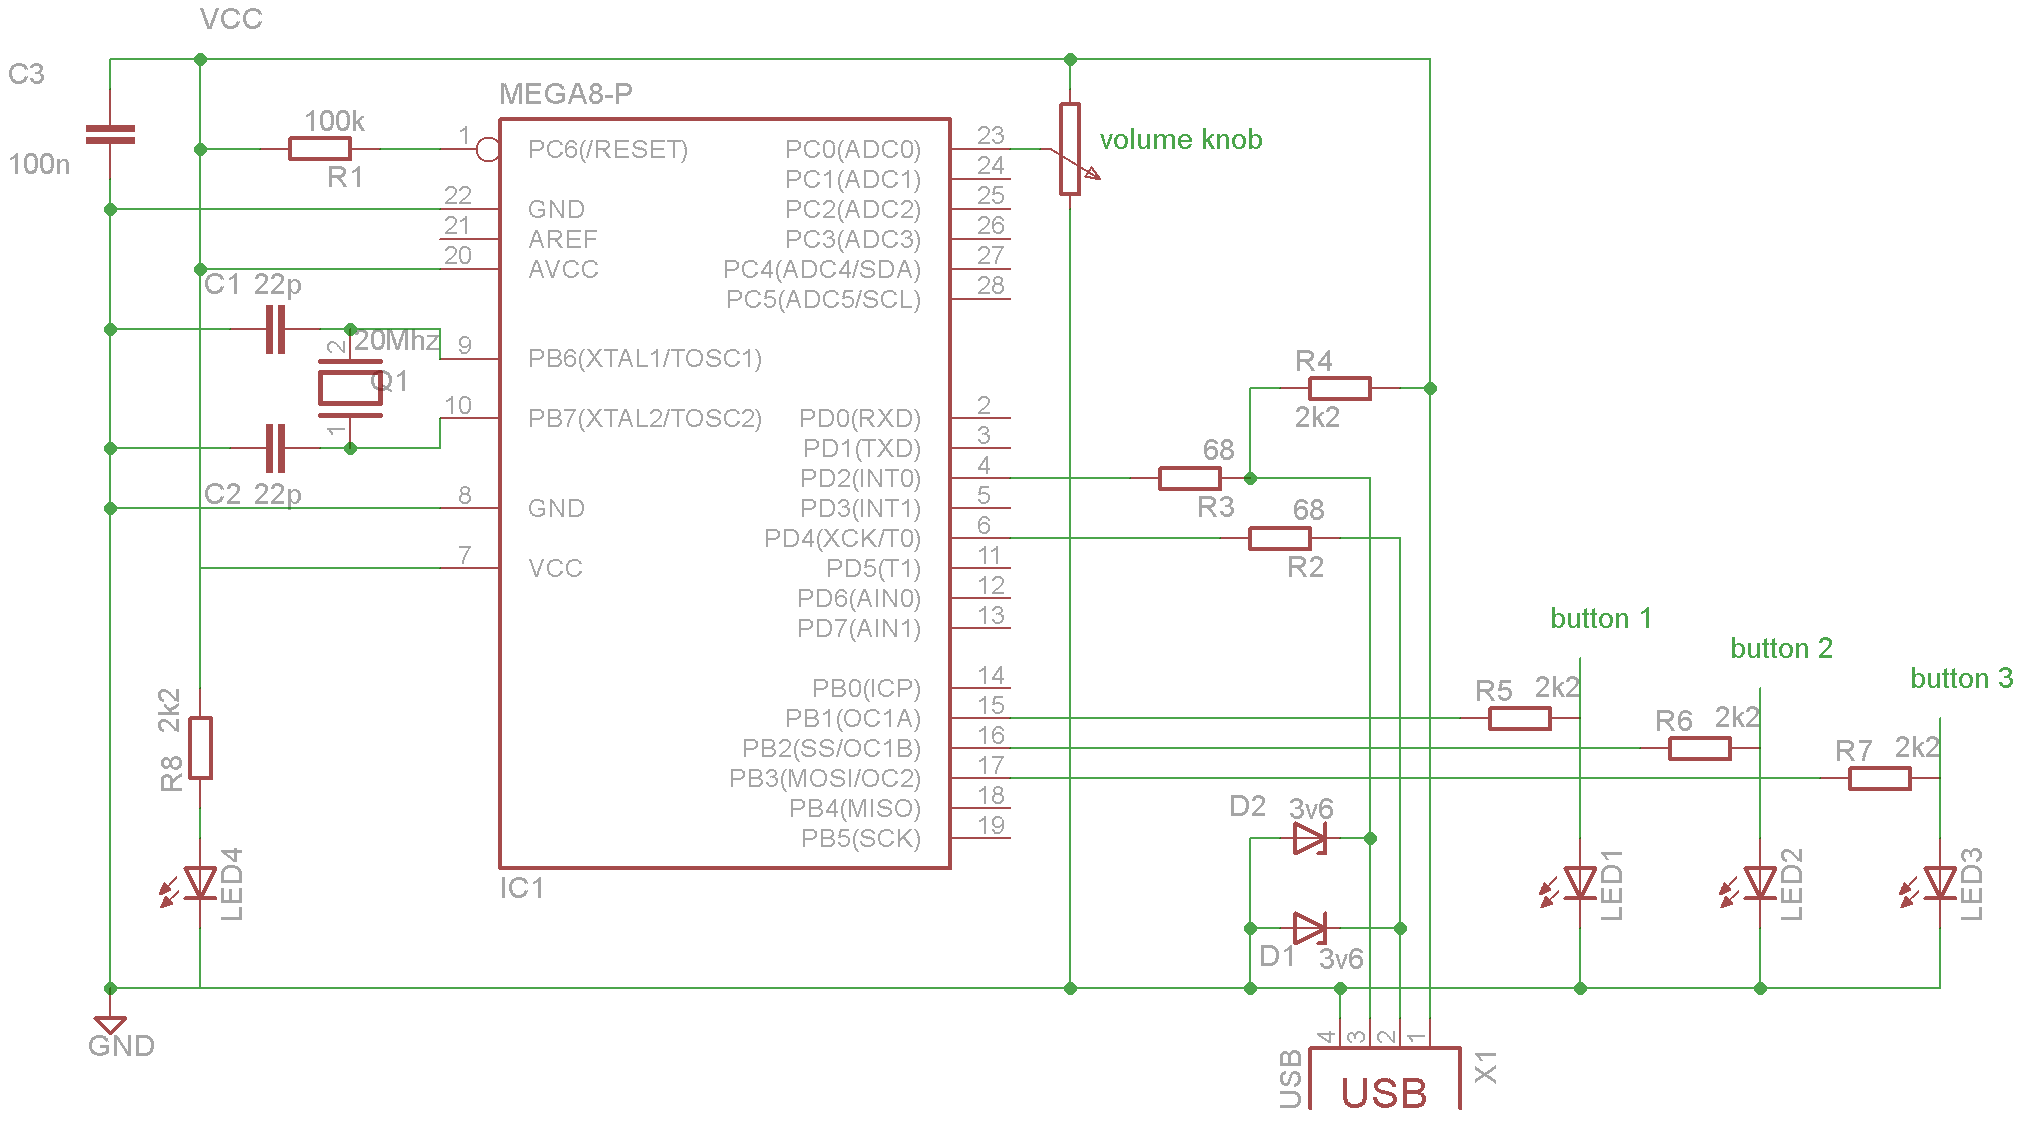 VCC
C3
100n
MEGA8-P
100k
R1
volume knob
1 PC6(/RESET)
22 GND
21 AREF
20 AVCC
C1 22p
20Mhz
2
Q1
1
9 PB6(XTAL1/TOSC1)
10 PB7(XTAL2/TOSC2)
C2 22p
8 GND
7 VCC
PC0(ADC0) 23
PC1(ADC1) 24
PC2(ADC2) 25
PC3(ADC3) 26
PC4(ADC4/SDA) 27
PC5(ADC5/SCL) 28
PD0(RXD) 2
PD1(TXD) 3
PD2(INT0) 4
PD3(INT1) 5
PD4(XCK/T0) 6
PD5(T1) 11
PD6(AIN0) 12
PD7(AIN1) 13
PB0(ICP) 14
PB1(OC1A) 15
PB2(SS/OC1B) 16
PB3(MOSI/OC2) 17
PB4(MISO) 18
PB5(SCK) 19
IC1
R4
2k2
68
R3
68
R2
button 1
button 2
button 3
R5 2k2
R6 2k2
R7 2k2
R8 2k2
LED4
D2 3v6
D1 3v6
LED1
LED2
LED3
GND
4 3 2 1
USB
USB
X1